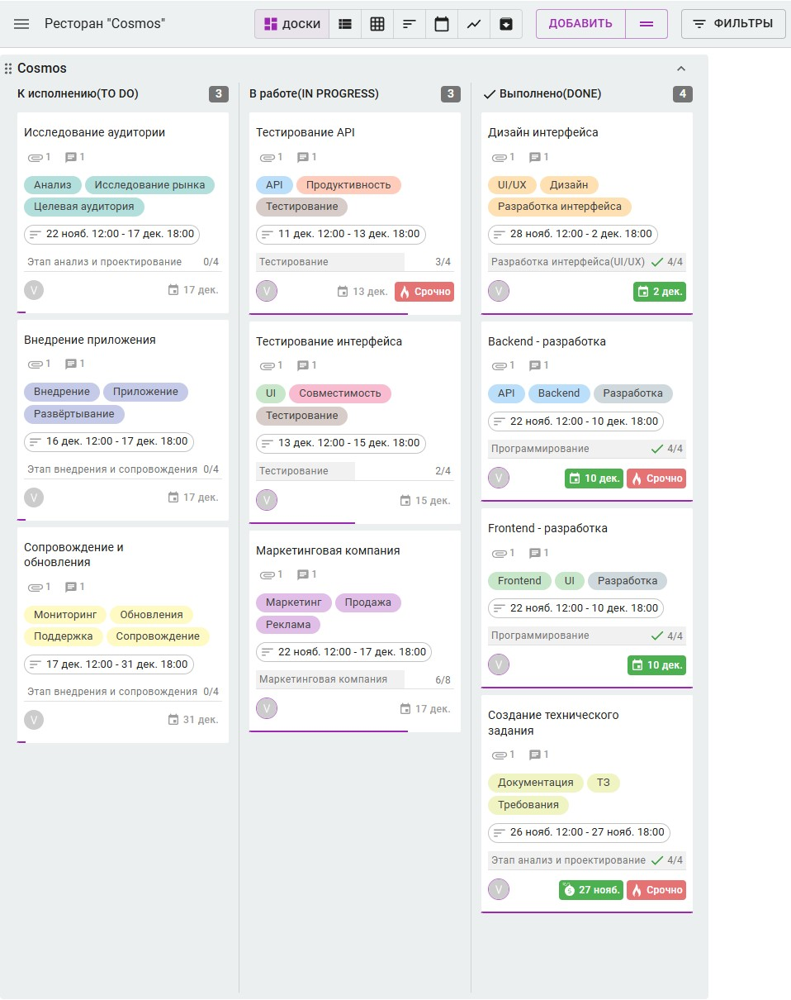 Ресторан "Cosmos"
доски
ДОБАВИТЬ
ФИЛЬТРЫ
Cosmos
К исполнению(TO DO) 3
Исследование аудитории
1 1
Анализ Исследование рынка
Целевая аудитория
22 нояб. 12:00 - 17 дек. 18:00
Этап анализ и проектирование 0/4
V 17 дек.
Внедрение приложения
1 1
Внедрение Приложение
Развёртывание
16 дек. 12:00 - 17 дек. 18:00
Этап внедрения и сопровождения 0/4
V 17 дек.
Сопровождение и
обновления
1 1
Мониторинг Обновления
Поддержка Сопровождение
17 дек. 12:00 - 31 дек. 18:00
Этап внедрения и сопровождения 0/4
V 31 дек.
В работе(IN PROGRESS) 3
Тестирование API
1 1
API Продуктивность
Тестирование
11 дек. 12:00 - 13 дек. 18:00
Тестирование 3/4
V 13 дек. Срочно
Тестирование интерфейса
1 1
UI Совместимость
Тестирование
13 дек. 12:00 - 15 дек. 18:00
Тестирование 2/4
V 15 дек.
Маркетинговая компания
1 1
Маркетинг Продажа
Реклама
22 нояб. 12:00 - 17 дек. 18:00
Маркетинговая компания 6/8
V 17 дек.
Выполнено(DONE) 4
Дизайн интерфейса
1 1
UI/UX Дизайн
Разработка интерфейса
28 нояб. 12:00 - 2 дек. 18:00
Разработка интерфейса(UI/UX) 4/4
V 2 дек.
Backend - разработка
1 1
API Backend Разработка
22 нояб. 12:00 - 10 дек. 18:00
Программирование 4/4
V 10 дек. Срочно
Frontend - разработка
1 1
Frontend UI Разработка
22 нояб. 12:00 - 10 дек. 18:00
Программирование 4/4
V 10 дек.
Создание технического
задания
1 1
Документация ТЗ
Требования
26 нояб. 12:00 - 27 нояб. 18:00
Этап анализ и проектирование 4/4
V 27 нояб. Срочно